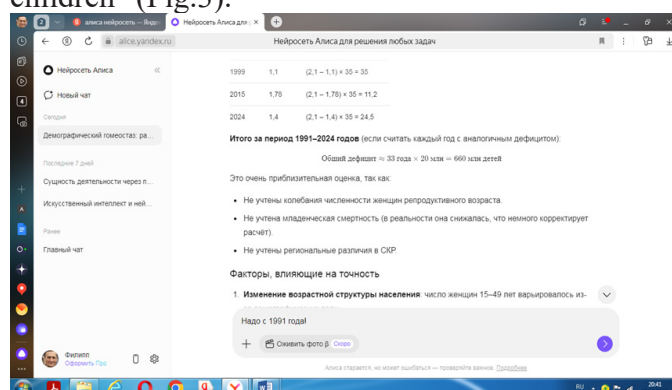 children" (Fig.3).
алиса нейросеть — Янде
Нейросеть Алиса для
alice.yandex.ru
Нейросеть Алиса для решения любых задач
Нейросеть Алиса
Новый чат
Сегодня
Демографический гомеостаз: ра...
Последние 7 дней
Сущность деятельности через п...
Искусственный интеллект и ней...
Ранее
Главный чат
Филипп
Оформить Про
1999 1,1 (2,1 – 1,1) × 35 = 35
2015 1,78 (2,1 – 1,78) × 35 = 11,2
2024 1,4 (2,1 – 1,4) × 35 = 24,5
Итого за период 1991–2024 годов (если считать каждый год с аналогичным дефицитом):
Общий дефицит ≈ 33 года × 20 млн = 660 млн детей
Это очень приблизительная оценка, так как:
• Не учтены колебания численности женщин репродуктивного возраста.
• Не учтена младенческая смертность (в реальности она снижалась, что немного корректирует
расчёт).
• Не учтены региональные различия в СКР.
Факторы, влияющие на точность
1. Изменение возрастной структуры населения: число женщин 15–49 лет варьировалось из-
Надо с 1991 года!
Оживить фото β Скоро
Алиса старается, но может ошибаться — проверяйте важное. Подробнее
RU 20:41